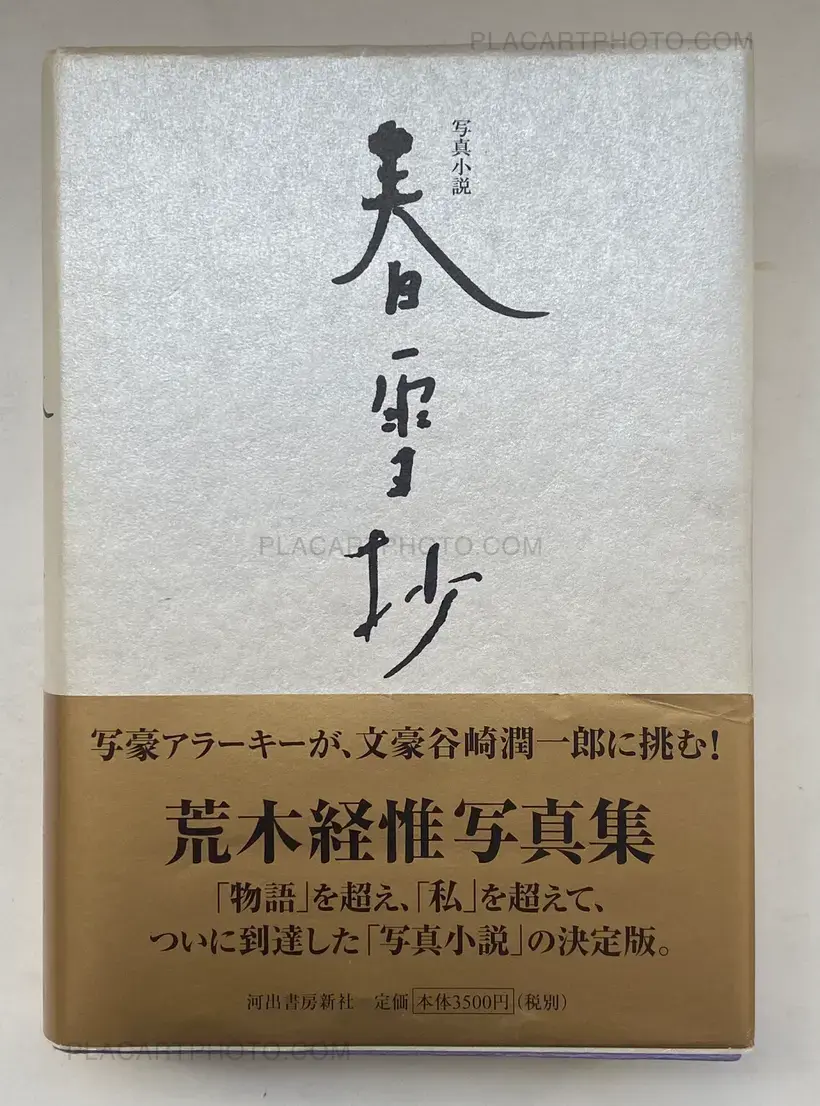 PLACARTPHOTO.COM
写真小説
春雪抄
PLACARTPHOTO.COM
写豪アラーキーが、文豪谷崎潤一郎に挑む!
荒木経惟写真集
「物語」を超え、「私」を超えて、
ついに到達した「写真小説」の決定版。
河出書房新社 定価 本体3500円(税別)
PLACARTPHOTO.COM